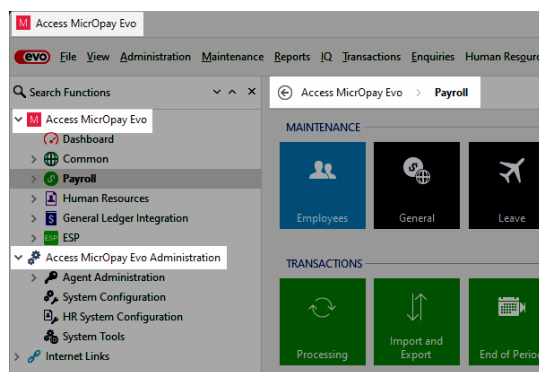 Access MicrOpay Evo
evo File View Administration Maintenance Reports IQ Transactions Enquiries Human
Search Functions
Access MicrOpay Evo > Payroll
Access MicrOpay Evo
Dashboard
Common
Payroll
Human Resources
General Ledger Integration
ESP ESP
Access MicrOpay Evo Administration
Agent Administration
System Configuration
HR System Configuration
System Tools
Internet Links
MAINTENANCE
Employees General Leave
TRANSACTIONS
Processing Import and Export End of